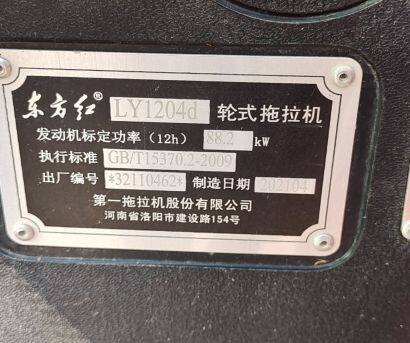 东方红® LY1204d 轮式拖拉机
发动机标定功率（12h） 88.2 kW
执行标准 GB/T15370.2-2009
出厂编号 *32110462* 制造日期 202104
第一拖拉机股份有限公司
河南省洛阳市建设路154号